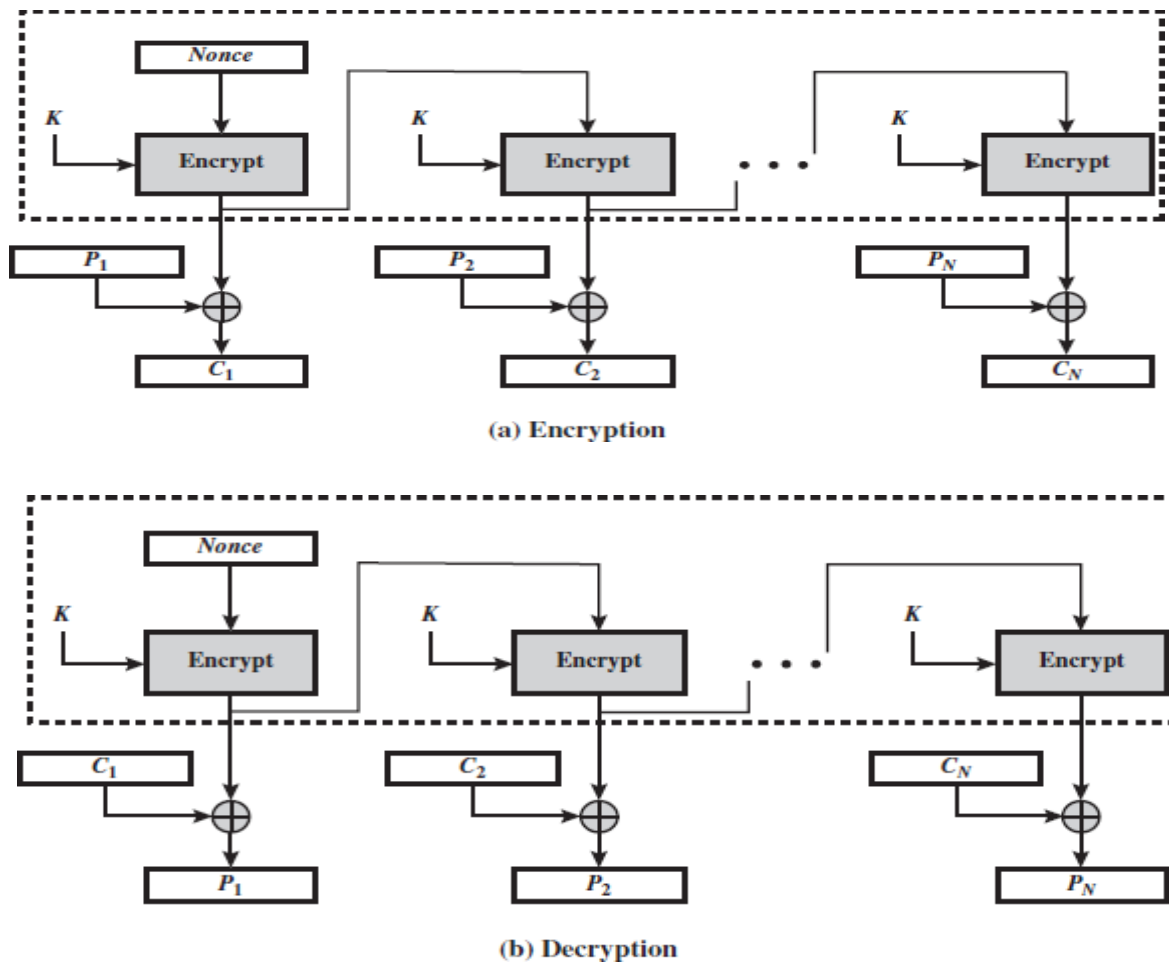 Nonce
K K K
Encrypt Encrypt • • • Encrypt
P1 P2 PN
C1 C2 CN
(a) Encryption
Nonce
K K K
Encrypt Encrypt • • • Encrypt
C1 C2 CN
P1 P2 PN
(b) Decryption